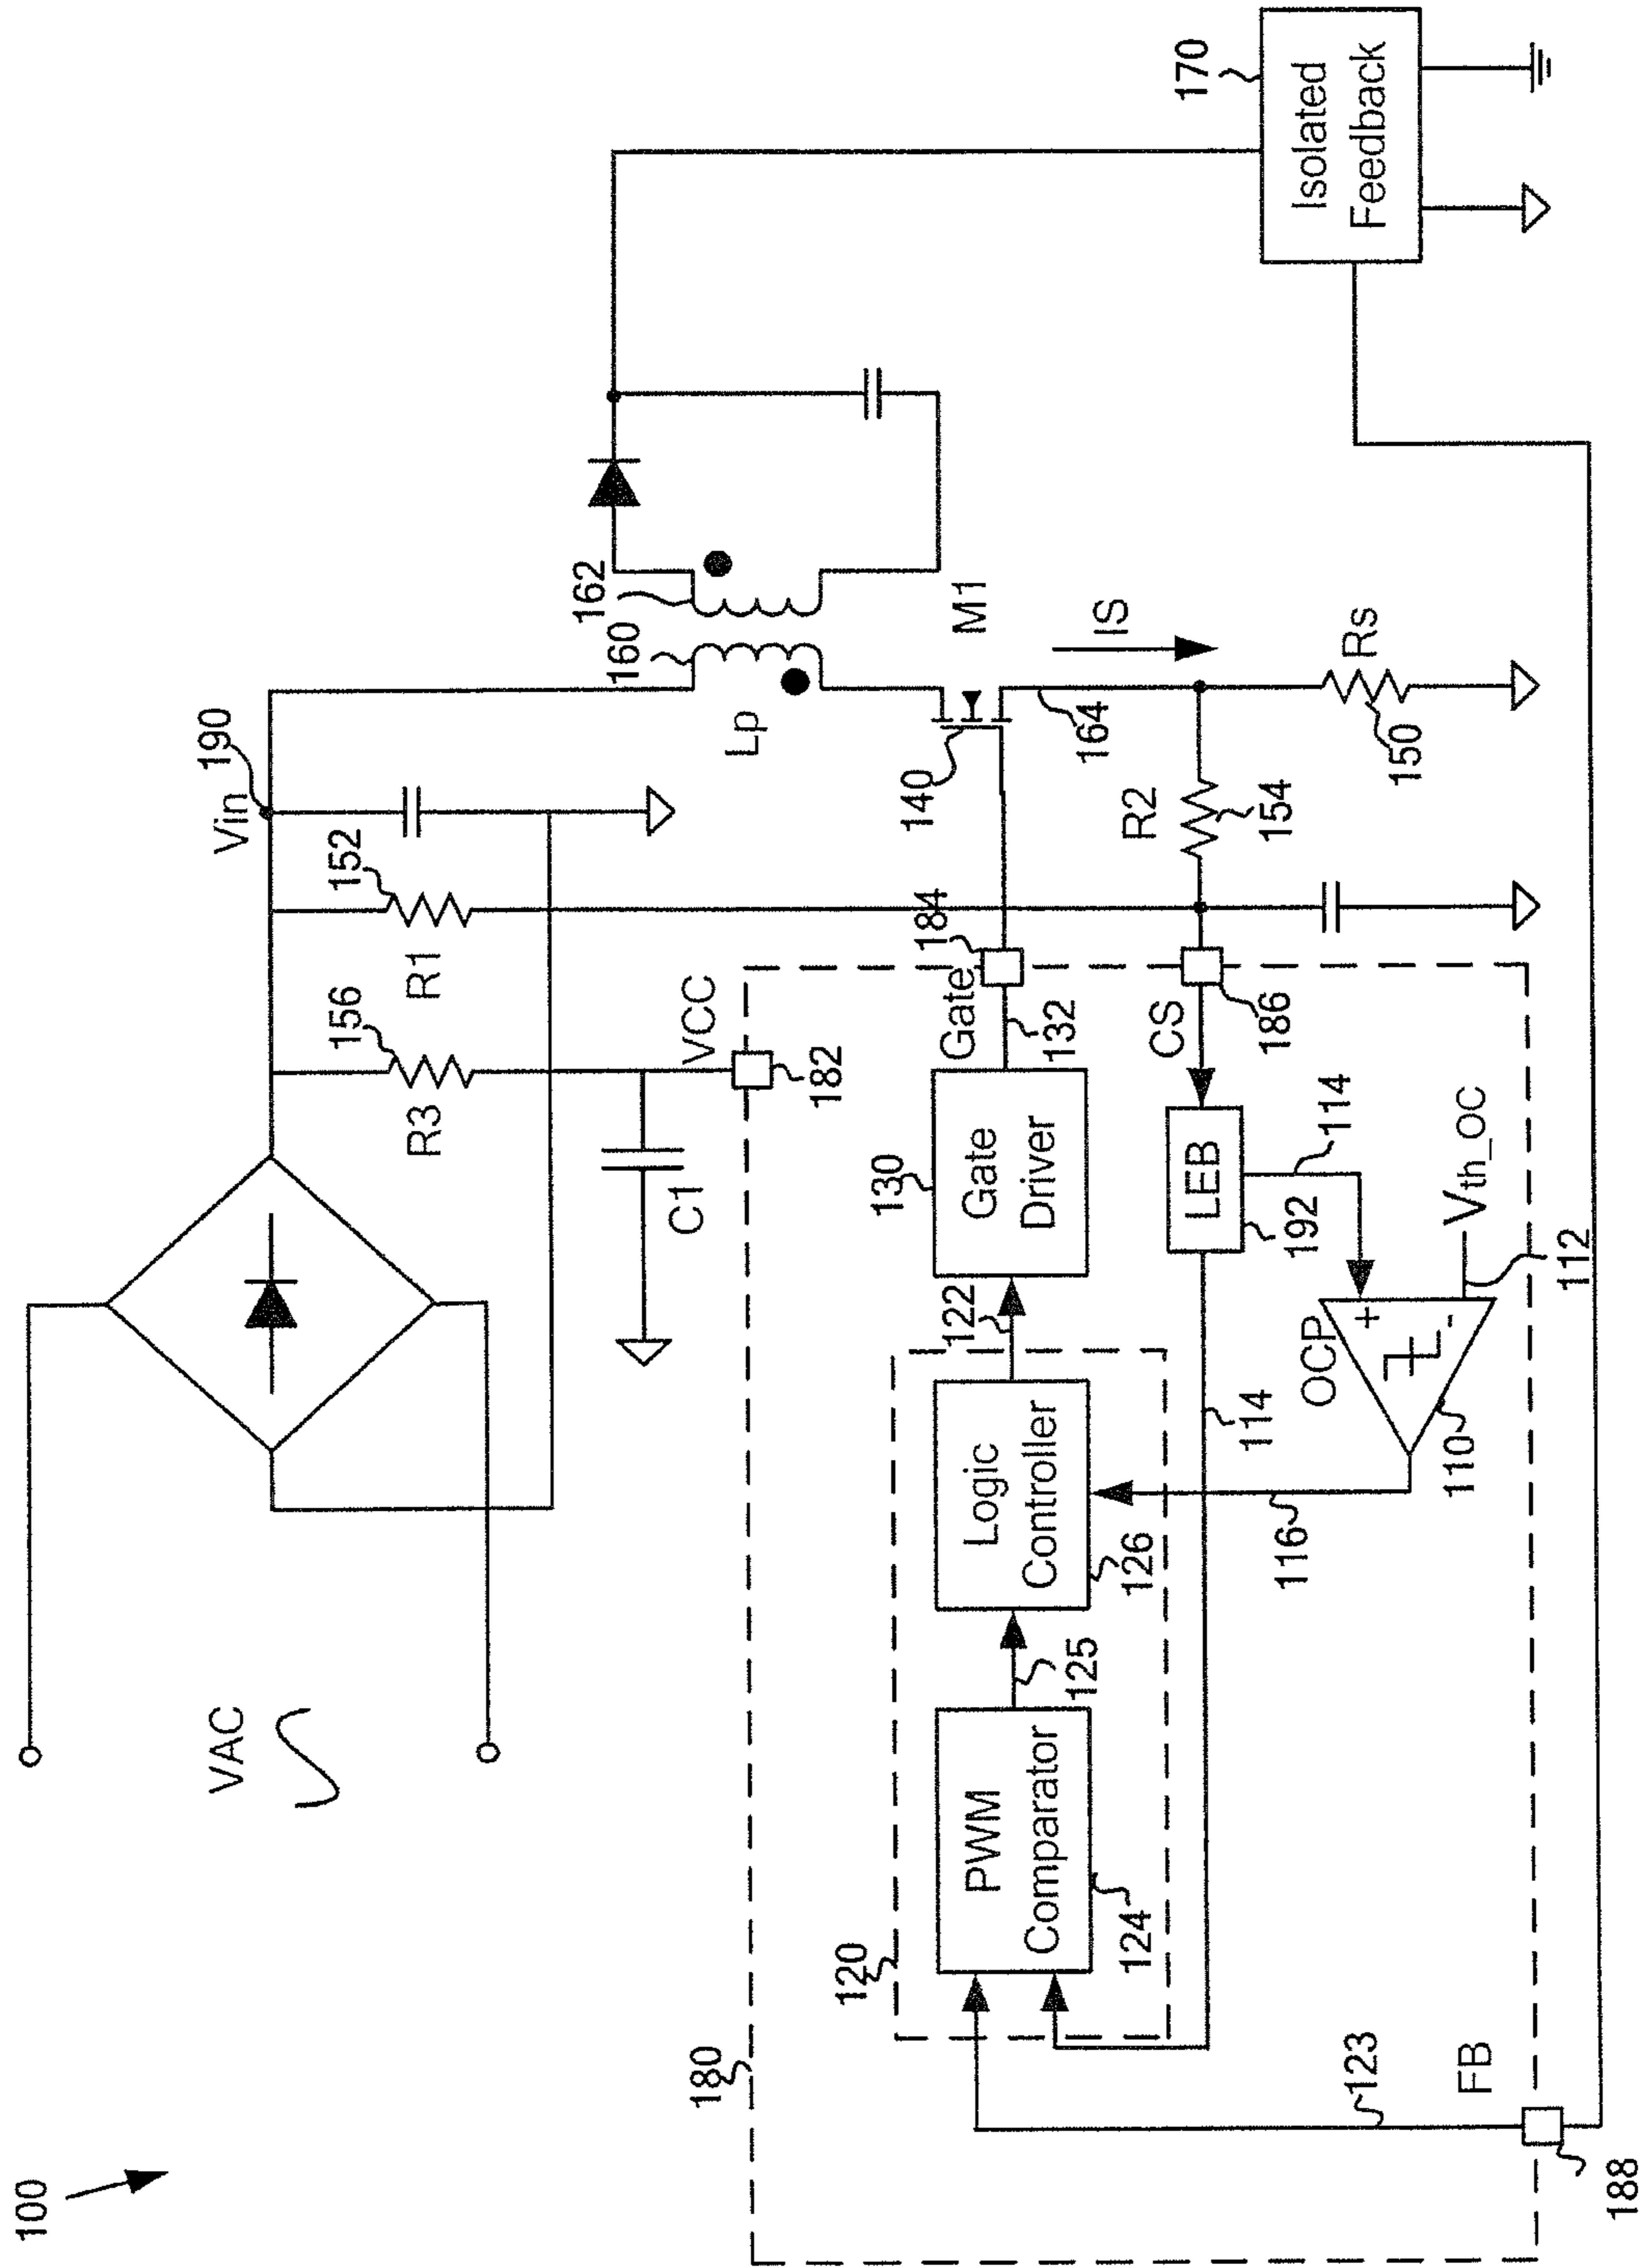 100
VAC
Vin
190
152
R1
156
R3
VCC
182
C1
160
162
Lp
M1
140
IS
164
Rs
150
R2
154
184
Gate
132
186
CS
170
Isolated
Feedback
180
120
130
Gate
Driver
122
Logic
Controller
126
125
PWM
Comparator
124
LEB
192
114
114
Vth_OC
112
OCP
+
-
110
116
123
FB
188